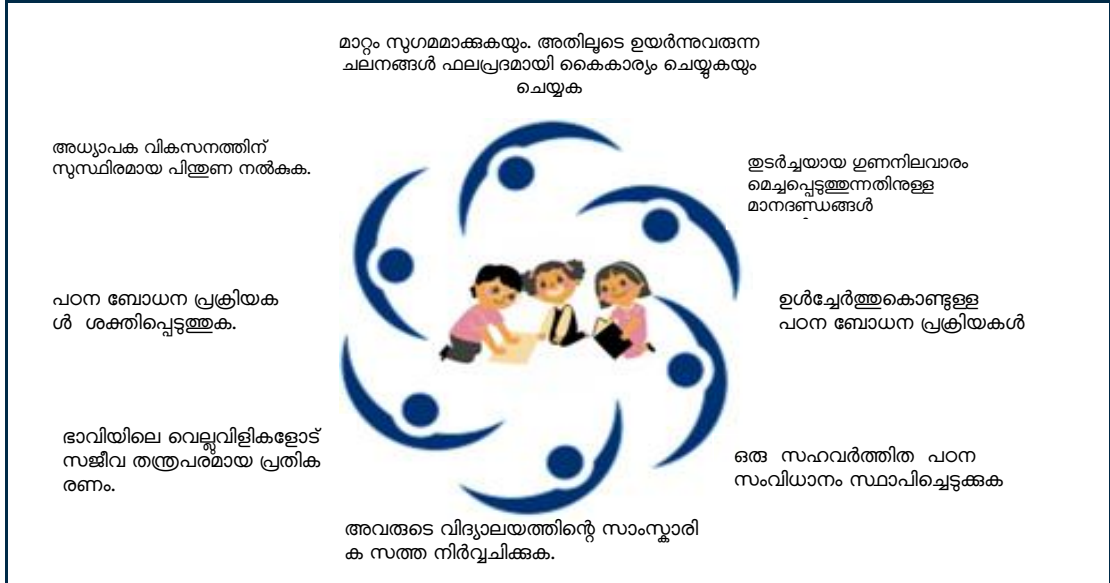 മാറ്റം സുഗമമാക്കുകയും. അതിലൂടെ ഉയർന്നുവരുന്ന
ചലനങ്ങൾ ഫലപ്രദമായി കൈകാര്യം ചെയ്യുകയും
ചെയ്യുക
അധ്യാപക വികസനത്തിന്
സുസ്ഥിരമായ പിന്തുണ നൽകുക.
തുടർച്ചയായ ഗുണനിലവാരം
മെച്ചപ്പെടുത്തുന്നതിനുള്ള
മാനദണ്ഡങ്ങൾ
പഠന ബോധന പ്രക്രിയക
ൾ ശക്തിപ്പെടുത്തുക.
ഉൾച്ചേർത്തുകൊണ്ടുള്ള
പഠന ബോധന പ്രക്രിയകൾ
ഭാവിയിലെ വെല്ലുവിളികളോട്
സജീവ തന്ത്രപരമായ പ്രതിക
രണം.
ഒരു സഹവർത്തിത പഠന
സംവിധാനം സ്ഥാപിച്ചെടുക്കുക
അവരുടെ വിദ്യാലയത്തിന്റെ സാംസ്കാരി
ക സത്ത നിർവ്വചിക്കുക.